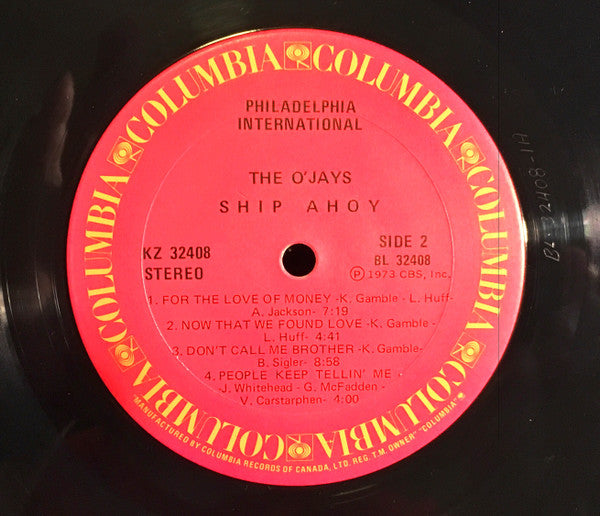 COLUMBIA COLUMBIA COLUMBIA COLUMBIA COLUMBIA COLUMBIA
PHILADELPHIA
INTERNATIONAL
THE O'JAYS
SHIP AHOY
KZ 32408
STEREO
SIDE 2
BL 32408
Ⓟ 1973 CBS, Inc.
1. FOR THE LOVE OF MONEY -K. Gamble - L. Huff-
A. Jackson- 7:19
2. NOW THAT WE FOUND LOVE -K. Gamble -
L. Huff- 4:41
3. DON'T CALL ME BROTHER -K. Gamble-
B. Sigler- 8:58
4. PEOPLE KEEP TELLIN' ME -
J. Whitehead - G. McFadden -
V. Carstarphen- 4:00
"MANUFACTURED BY COLUMBIA RECORDS OF CANADA, LTD. REG. T.M. OWNER" "COLUMBIA,"